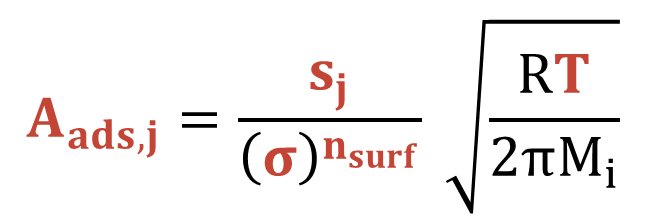 A_ads,j = s_j / (σ)^n_surf √(RT / 2πM_i)